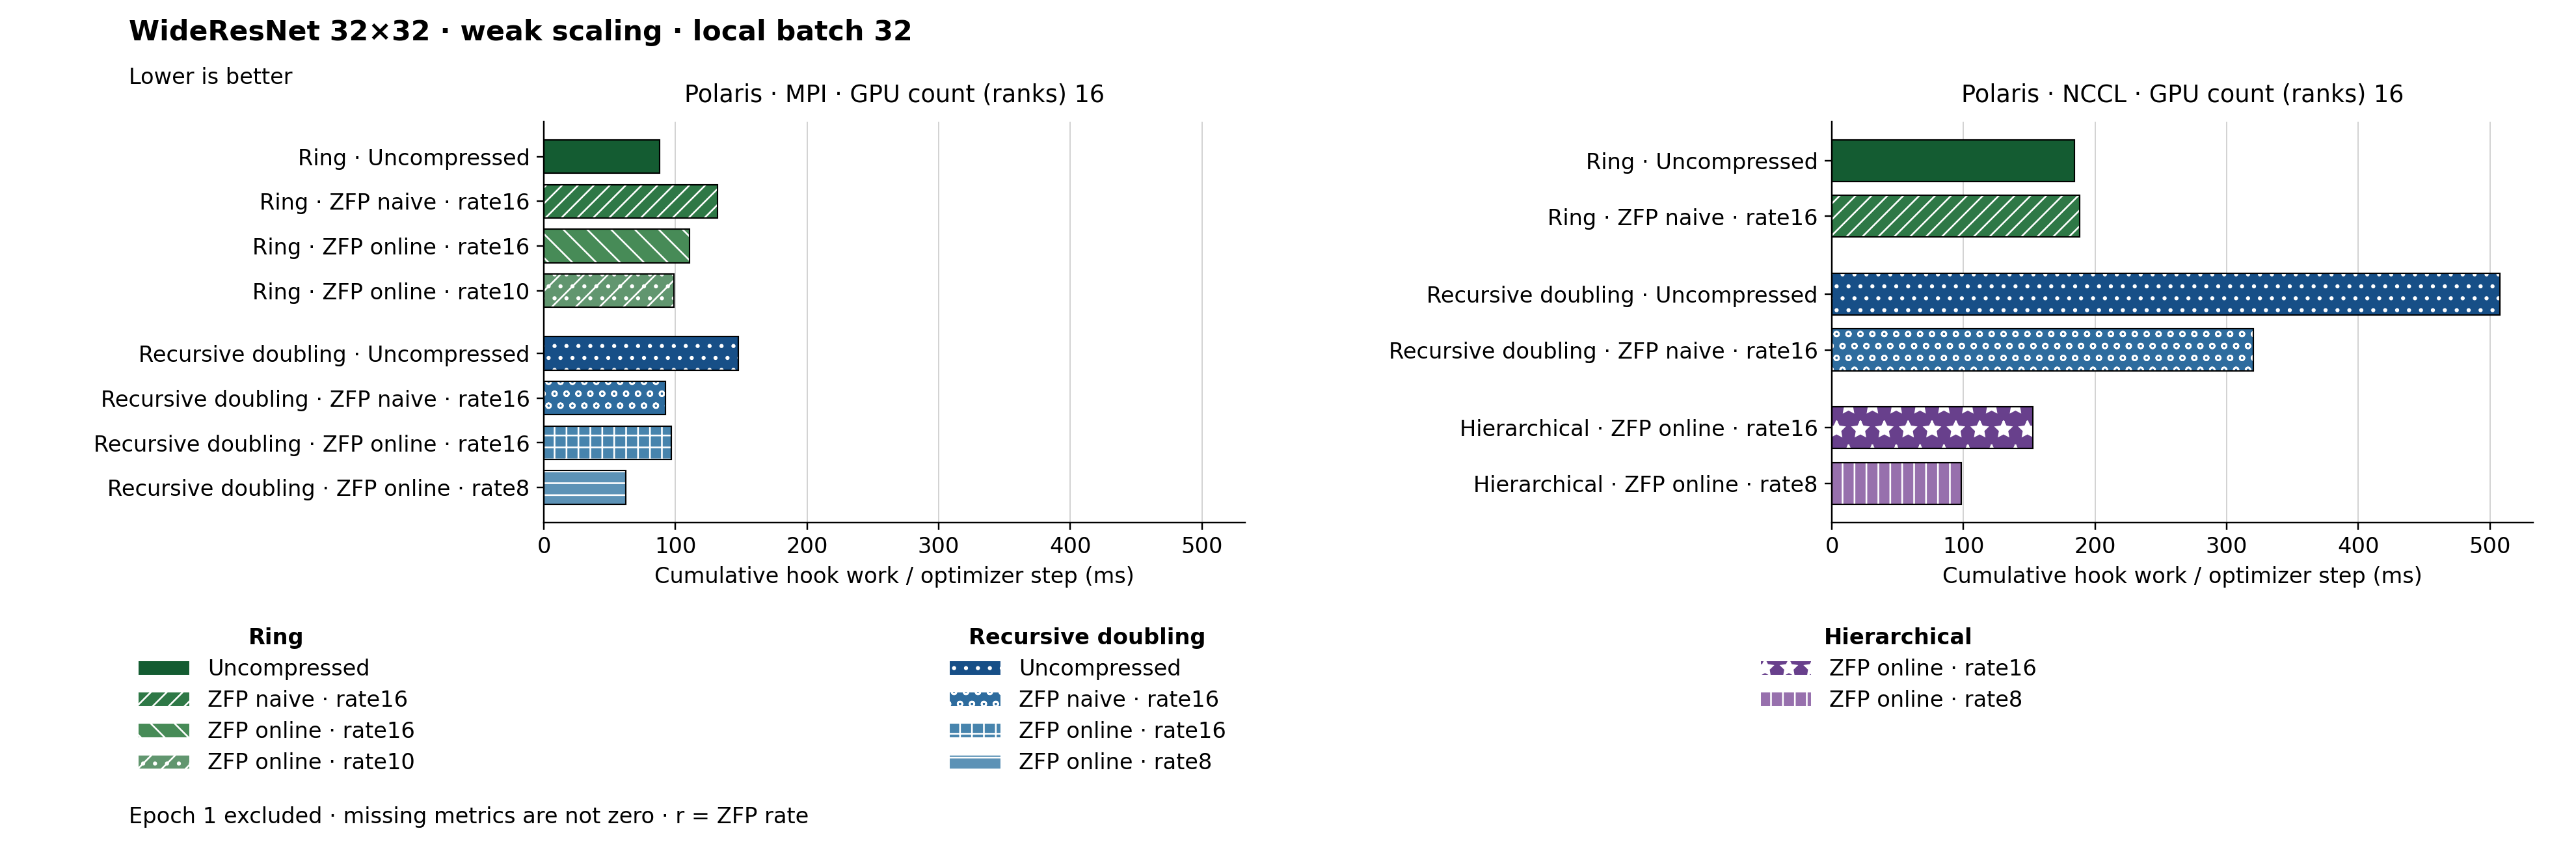 WideResNet 32×32 · weak scaling · local batch 32
Lower is better
Polaris · MPI · GPU count (ranks) 16
Ring · Uncompressed
Ring · ZFP naive · rate16
Ring · ZFP online · rate16
Ring · ZFP online · rate10
Recursive doubling · Uncompressed
Recursive doubling · ZFP naive · rate16
Recursive doubling · ZFP online · rate16
Recursive doubling · ZFP online · rate8
0 100 200 300 400 500
Cumulative hook work / optimizer step (ms)
Polaris · NCCL · GPU count (ranks) 16
Ring · Uncompressed
Ring · ZFP naive · rate16
Recursive doubling · Uncompressed
Recursive doubling · ZFP naive · rate16
Hierarchical · ZFP online · rate16
Hierarchical · ZFP online · rate8
0 100 200 300 400 500
Cumulative hook work / optimizer step (ms)
Ring
Uncompressed
ZFP naive · rate16
ZFP online · rate16
ZFP online · rate10
Recursive doubling
Uncompressed
ZFP naive · rate16
ZFP online · rate16
ZFP online · rate8
Hierarchical
ZFP online · rate16
ZFP online · rate8
Epoch 1 excluded · missing metrics are not zero · r = ZFP rate